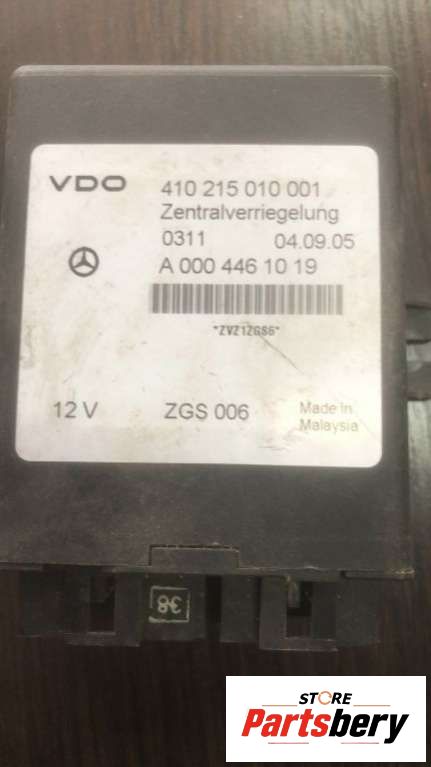 VDO 410 215 010 001
Zentralverriegelung
0311 04.09.05
A 000 446 10 19
*ZVZ1ZGS6*
12 V ZGS 006 Made in
Malaysia
38
STORE
Partsbery